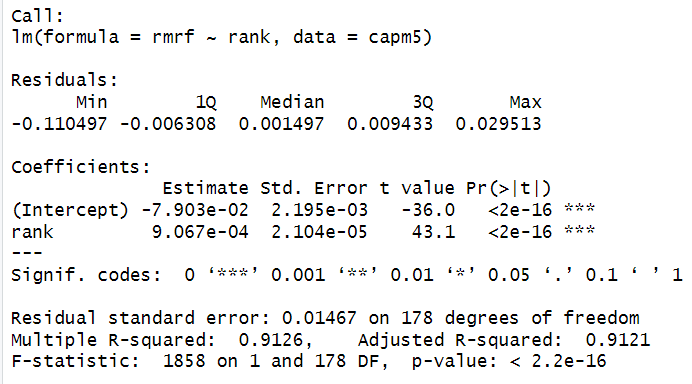 Call:
lm(formula = rmrf ~ rank, data = capm5)
Residuals:
Min 1Q Median 3Q Max
-0.110497 -0.006308 0.001497 0.009433 0.029513
Coefficients:
Estimate Std. Error t value Pr(>|t|)
(Intercept) -7.903e-02 2.195e-03 -36.0 <2e-16 ***
rank 9.067e-04 2.104e-05 43.1 <2e-16 ***
---
Signif. codes: 0 ‘***’ 0.001 ‘**’ 0.01 ‘*’ 0.05 ‘.’ 0.1 ‘ ’ 1
Residual standard error: 0.01467 on 178 degrees of freedom
Multiple R-squared: 0.9126, Adjusted R-squared: 0.9121
F-statistic: 1858 on 1 and 178 DF, p-value: < 2.2e-16